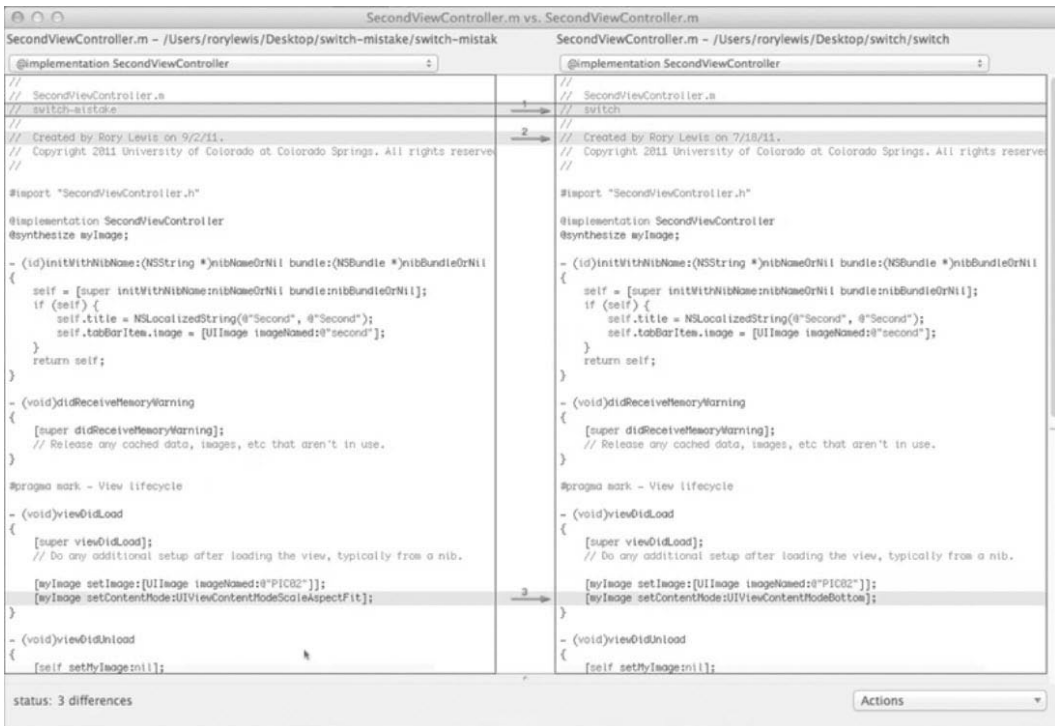 SecondViewController.m vs. SecondViewController.m
SecondViewController.m – /Users/rorylewis/Desktop/switch-mistake/switch-mistak
@implementation SecondViewController
//
// SecondViewController.m
// switch-mistake
//
// Created by Rory Lewis on 9/2/11.
// Copyright 2011 University of Colorado at Colorado Springs. All rights reserve
//
#import "SecondViewController.h"
@implementation SecondViewController
@synthesize myImage;
- (id)initWithNibName:(NSString *)nibNameOrNil bundle:(NSBundle *)nibBundleOrNil
{
self = [super initWithNibName:nibNameOrNil bundle:nibBundleOrNil];
if (self) {
self.title = NSLocalizedString(@"Second", @"Second");
self.tabBarItem.image = [UIImage imageNamed:@"second"];
}
return self;
}
- (void)didReceiveMemoryWarning
{
[super didReceiveMemoryWarning];
// Release any cached data, images, etc that aren't in use.
}
#pragma mark - View lifecycle
- (void)viewDidLoad
{
[super viewDidLoad];
// Do any additional setup after loading the view, typically from a nib.
[myImage setImage:[UIImage imageNamed:@"PIC02"]];
[myImage setContentMode:UIViewContentModeScaleAspectFit];
}
- (void)viewDidUnload
{
[self setMyImage:nil];
1
2
3
SecondViewController.m – /Users/rorylewis/Desktop/switch/switch
@implementation SecondViewController
//
// SecondViewController.m
// switch
//
// Created by Rory Lewis on 7/18/11.
// Copyright 2011 University of Colorado at Colorado Springs. All rights reserve
//
#import "SecondViewController.h"
@implementation SecondViewController
@synthesize myImage;
- (id)initWithNibName:(NSString *)nibNameOrNil bundle:(NSBundle *)nibBundleOrNil
{
self = [super initWithNibName:nibNameOrNil bundle:nibBundleOrNil];
if (self) {
self.title = NSLocalizedString(@"Second", @"Second");
self.tabBarItem.image = [UIImage imageNamed:@"second"];
}
return self;
}
- (void)didReceiveMemoryWarning
{
[super didReceiveMemoryWarning];
// Release any cached data, images, etc that aren't in use.
}
#pragma mark - View lifecycle
- (void)viewDidLoad
{
[super viewDidLoad];
// Do any additional setup after loading the view, typically from a nib.
[myImage setImage:[UIImage imageNamed:@"PIC02"]];
[myImage setContentMode:UIViewContentModeBottom];
}
- (void)viewDidUnload
{
[self setMyImage:nil];
status: 3 differences
Actions